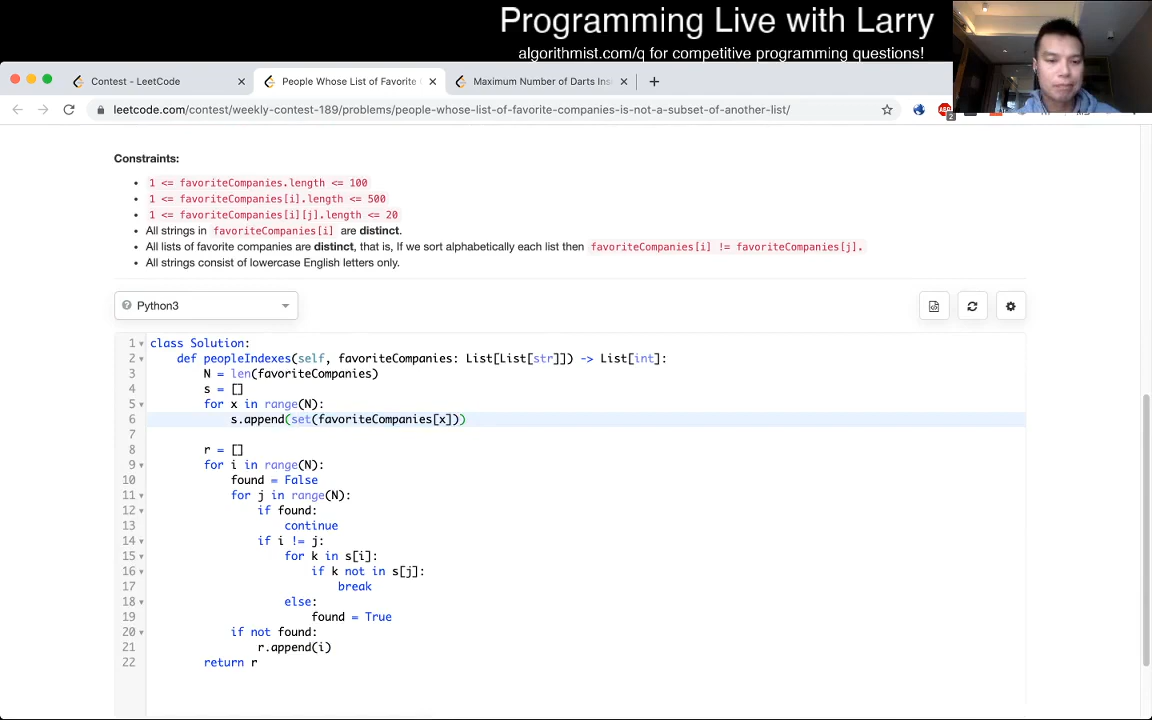 Programming Live with Larry
algorithmist.com/q for competitive programming questions!
Contest - LeetCode
People Whose List of Favorite
Maximum Number of Darts Ins
leetcode.com/contest/weekly-contest-189/problems/people-whose-list-of-favorite-companies-is-not-a-subset-of-another-list/
2
Constraints:
1 <= favoriteCompanies.length <= 100
1 <= favoriteCompanies[i].length <= 500
1 <= favoriteCompanies[i][j].length <= 20
All strings in favoriteCompanies[i] are distinct.
All lists of favorite companies are distinct, that is, If we sort alphabetically each list then favoriteCompanies[i] != favoriteCompanies[j].
All strings consist of lowercase English letters only.
Python3
1 class Solution:
2 def peopleIndexes(self, favoriteCompanies: List[List[str]]) -> List[int]:
3 N = len(favoriteCompanies)
4 s = []
5 for x in range(N):
6 s.append(set(favoriteCompanies[x]))
7
8 r = []
9 for i in range(N):
10 found = False
11 for j in range(N):
12 if found:
13 continue
14 if i != j:
15 for k in s[i]:
16 if k not in s[j]:
17 break
18 else:
19 found = True
20 if not found:
21 r.append(i)
22 return r